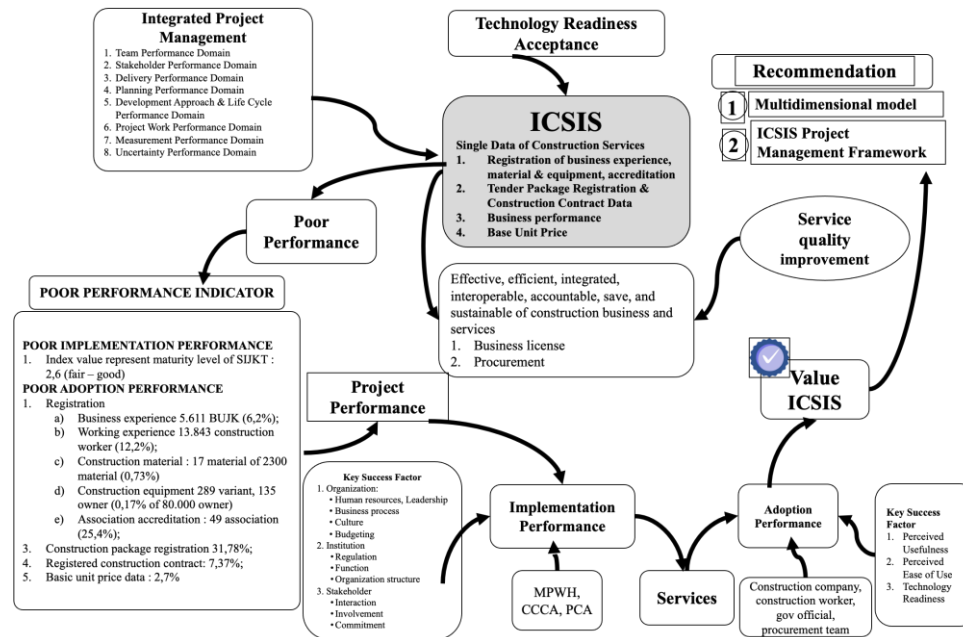 Integrated Project
Management
1. Team Performance Domain
2. Stakeholder Performance Domain
3. Delivery Performance Domain
4. Planning Performance Domain
5. Development Approach & Life Cycle
Performance Domain
6. Project Work Performance Domain
7. Measurement Performance Domain
8. Uncertainty Performance Domain
Technology Readiness
Acceptance
Recommendation
1 Multidimensional model
2 ICSIS Project
Management Framework
ICSIS
Single Data of Construction Services
1. Registration of business experience,
material & equipment, accreditation
2. Tender Package Registration &
Construction Contract Data
3. Business performance
4. Base Unit Price
Poor
Performance
Service
quality
improvement
Effective, efficient, integrated,
interoperable, accountable, save, and
sustainable of construction business and
services
1. Business license
2. Procurement
POOR PERFORMANCE INDICATOR
POOR IMPLEMENTATION PERFORMANCE
1. Index value represent maturity level of SIJKT :
2,6 (fair – good)
POOR ADOPTION PERFORMANCE
1. Registration
a) Business experience 5.611 BUJK (6,2%);
b) Working experience 13.843 construction
worker (12,2%);
c) Construction material : 17 material of 2300
material (0,73%)
d) Construction equipment 289 variant, 135
owner (0,17% of 80.000 owner)
e) Association accreditation : 49 association
(25,4%);
3. Construction package registration 31,78%;
4. Registered construction contract: 7,37%;
5. Basic unit price data : 2,7%
Project
Performance
Value
ICSIS
Key Success Factor
1. Organization:
• Human resources, Leadership
• Business process
• Culture
• Budgeting
2. Institution
• Regulation
• Function
• Organization structure
3. Stakeholder
• Interaction
• Involvement
• Commitment
Implementation
Performance
MPWH,
CCCA, PCA
Services
Adoption
Performance
Construction company,
construction worker,
gov official,
procurement team
Key Success
Factor
1. Perceived
Usefulness
2. Perceived
Ease of Use
3. Technology
Readiness